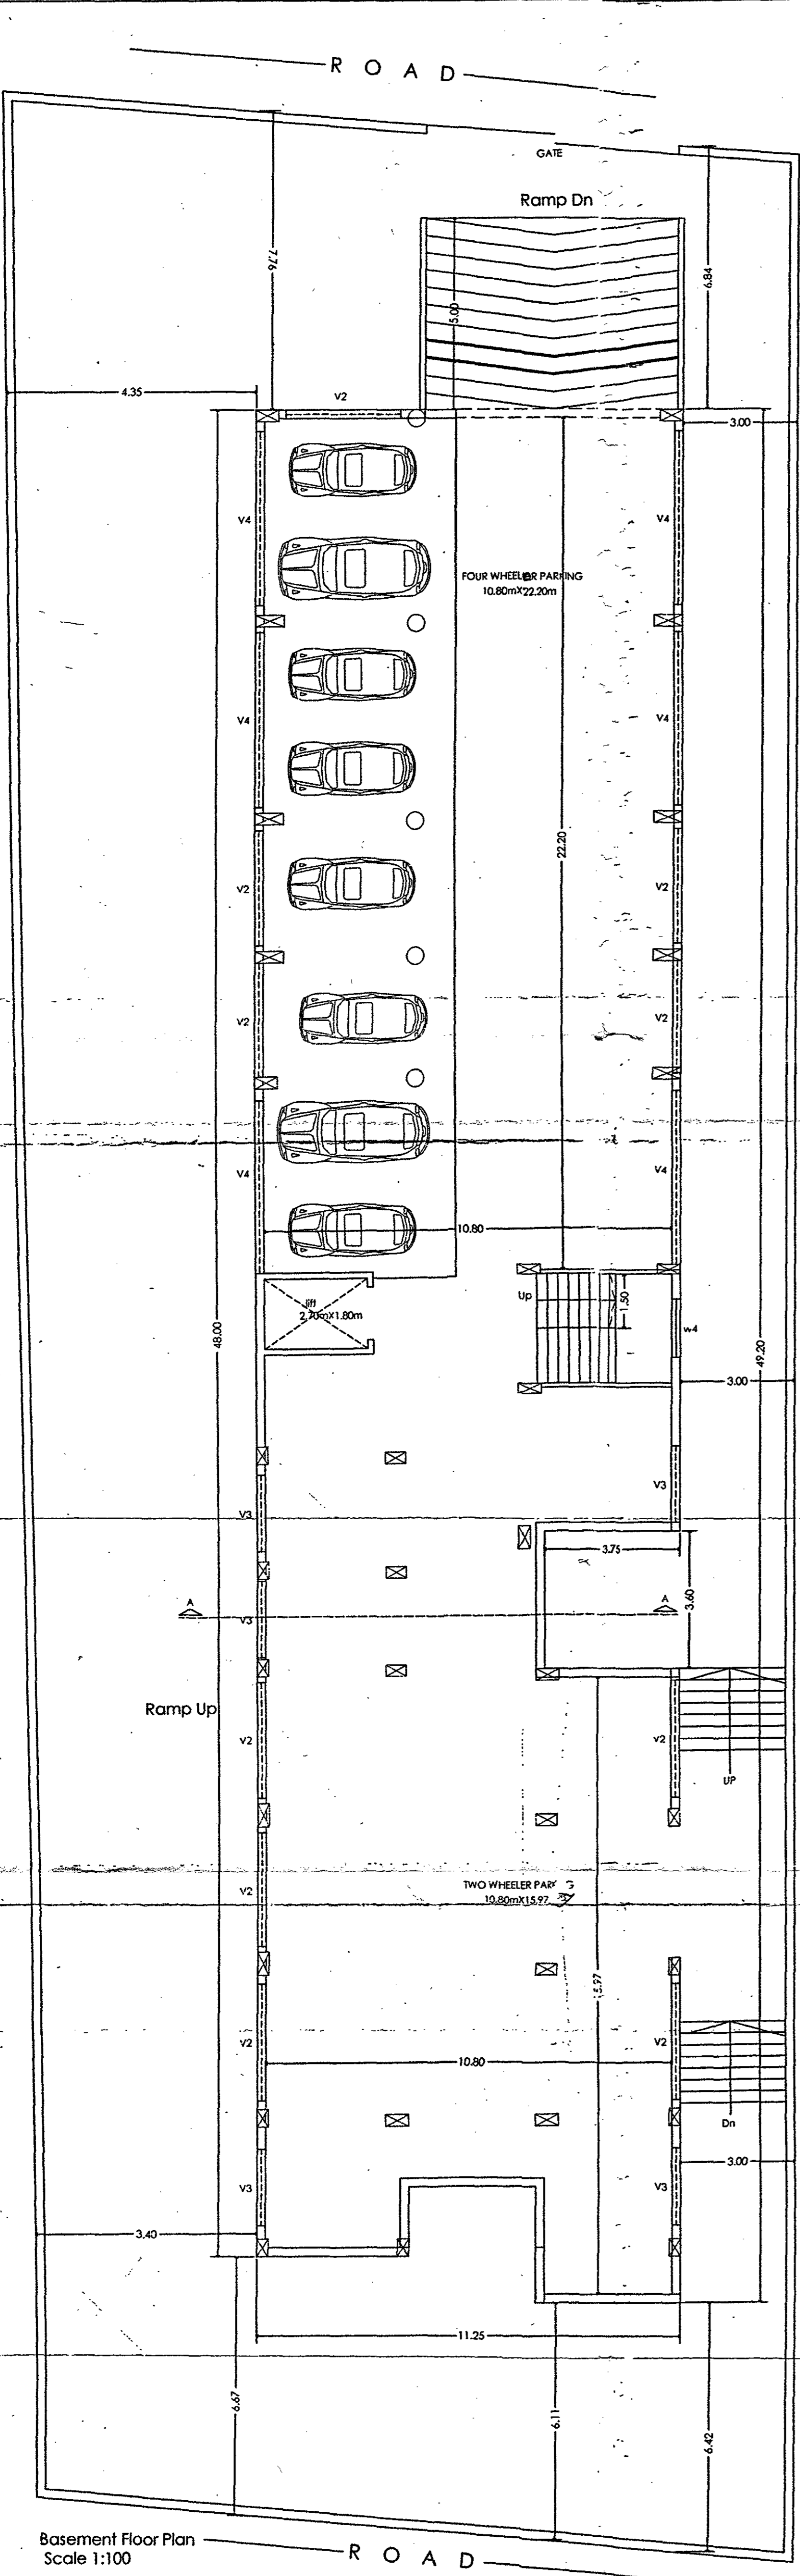 ROAD
GATE
Ramp Dn
7.76
5.00
6.84
4.35
V2
3.00
V4
V4
FOUR WHEELER PARKING
10.80mX22.20m
V4
V4
22.20
V2
V2
V2
V2
V4
V4
10.80
lift
2.70mX1.80m
Up
1.50
w4
48.00
49.20
3.00
V3
V3
3.75
3.60
A
A
V3
Ramp Up
V2
V2
UP
TWO WHEELER
10.80mX15.97
V2
15.97
V2
V2
10.80
Dn
3.00
V3
V3
3.40
11.25
6.67
6.11
6.42
Basement Floor Plan
Scale 1:100
ROAD